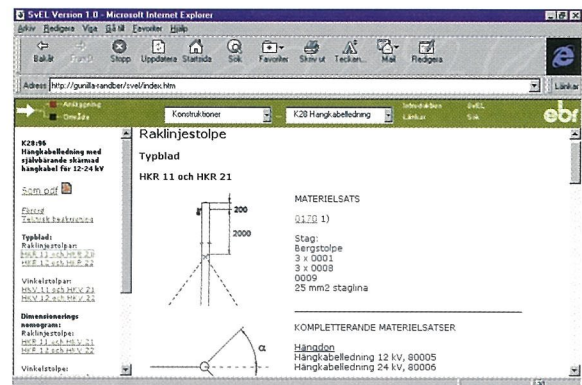 SvEL Version 1.0 - Microsoft Internet Explorer
Arkiv Redigera Visa Gå till Favoriter Hjälp
Bakåt Framåt Stopp Uppdatera Startsida Sök Favoriter Skriv ut Tecken... Mail Redigera
Adress http://gunilla-randber/svel/index.htm Länkar
Anläggning
Område
Konstruktioner
K28 Hängkabelledning
Introduktion SvEL
Länkar Sök
ebr
K28:96
Hängkabelledning med
självbärande skärmad
hängkabel för 12-24 kV
Som pdf
Förord
Teknisk beskrivning
Typblad:
Raklinjestolpar:
HKR 11 och HKR 21
HKR 12 och HKR 22
Vinkelstolpar:
HKV 11 och HKV 21
HKV 12 och HKV 22
Dimensionerings
nomogram:
Raklinjestolpe:
HKR 11 och HKR 21
HKR 12 och HKR 22
Vinkelstolpe:
Raklinjestolpe
Typblad
HKR 11 och HKR 21
200
2000
α
MATERIELSATS
0170 1)
Stag:
Bergstolpe
3 x 0001
3 x 0008
0009
25 mm2 staglina
KOMPLETTERANDE MATERIELSATSER
Hängdon
Hängkabelledning 12 kV, 80005
Hängkabelledning 24 kV, 80006